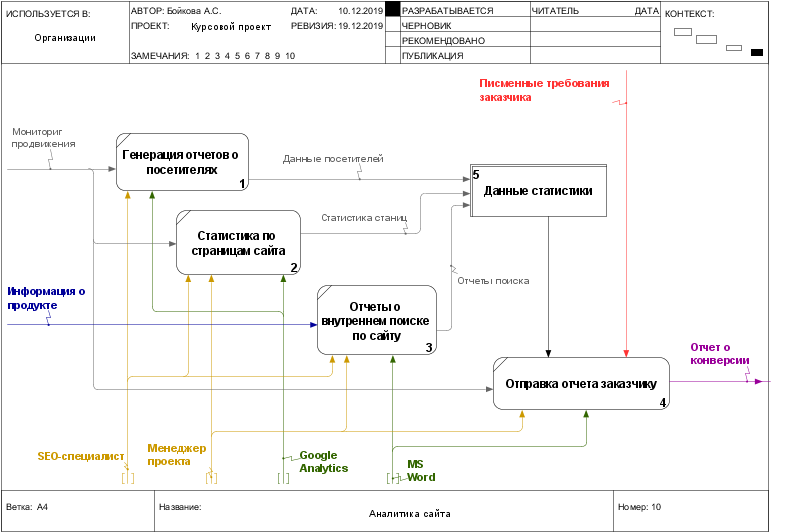 ИСПОЛЬЗУЕТСЯ В:
Организации
АВТОР: Бойкова А.С.
ДАТА: 10.12.2019
ПРОЕКТ: Курсовой проект
РЕВИЗИЯ: 19.12.2019
ЗАМЕЧАНИЯ: 1 2 3 4 5 6 7 8 9 10
РАЗРАБАТЫВАЕТСЯ
ЧЕРНОВИК
РЕКОМЕНДОВАНО
ПУБЛИКАЦИЯ
ЧИТАТЕЛЬ
ДАТА
КОНТЕКСТ:
Писменные требования
заказчика
Мониториг
продвижения
Генерация отчетов о
посетителях
1
Данные посетителей
5
Данные статистики
Статистика по
страницам сайта
2
Статистика станиц
Отчеты поиска
Информация о
продукте
Отчеты о
внутреннем поиске
по сайту
3
Отчет о
конверсии
Отправка отчета заказчику
4
SEO-специалист
Менеджер
проекта
Google
Analytics
MS
Word
Ветка: А4
Название:
Аналитика сайта
Номер: 10